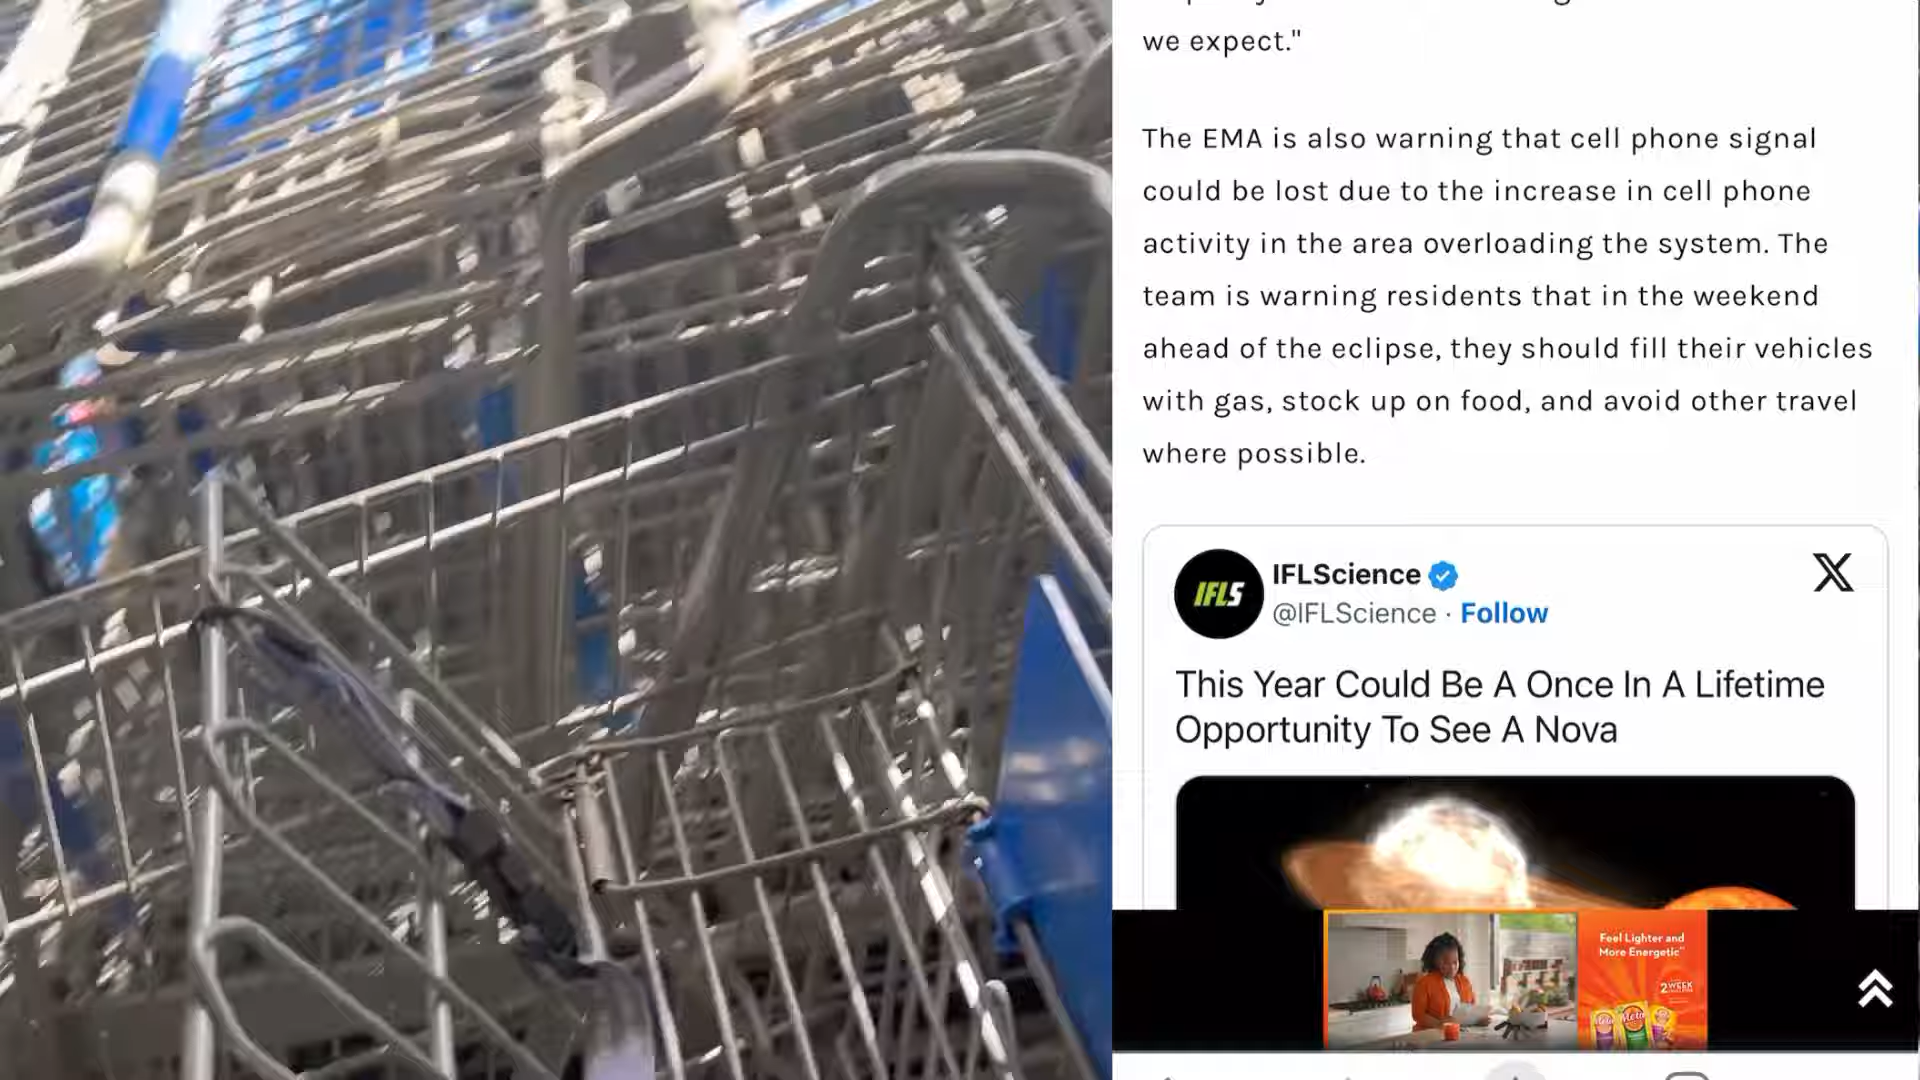 we expect."
The EMA is also warning that cell phone signal
could be lost due to the increase in cell phone
activity in the area overloading the system. The
team is warning residents that in the weekend
ahead of the eclipse, they should fill their vehicles
with gas, stock up on food, and avoid other travel
where possible.
IFLS
IFLScience
@IFLScience · Follow
This Year Could Be A Once In A Lifetime
Opportunity To See A Nova
Feel Lighter and
More Energetic
2 WEEK
Meta